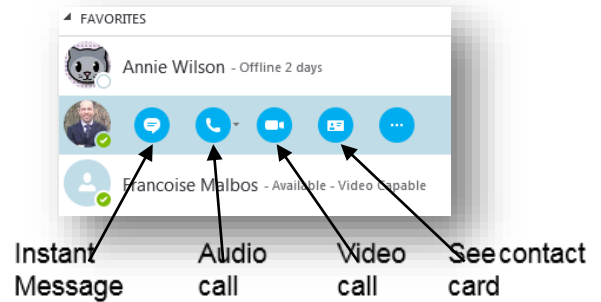 FAVORITES
Annie Wilson - Offline 2 days
Francoise Malbos - Available - Video Capable
Instant Audio Video See contact
Message call call card